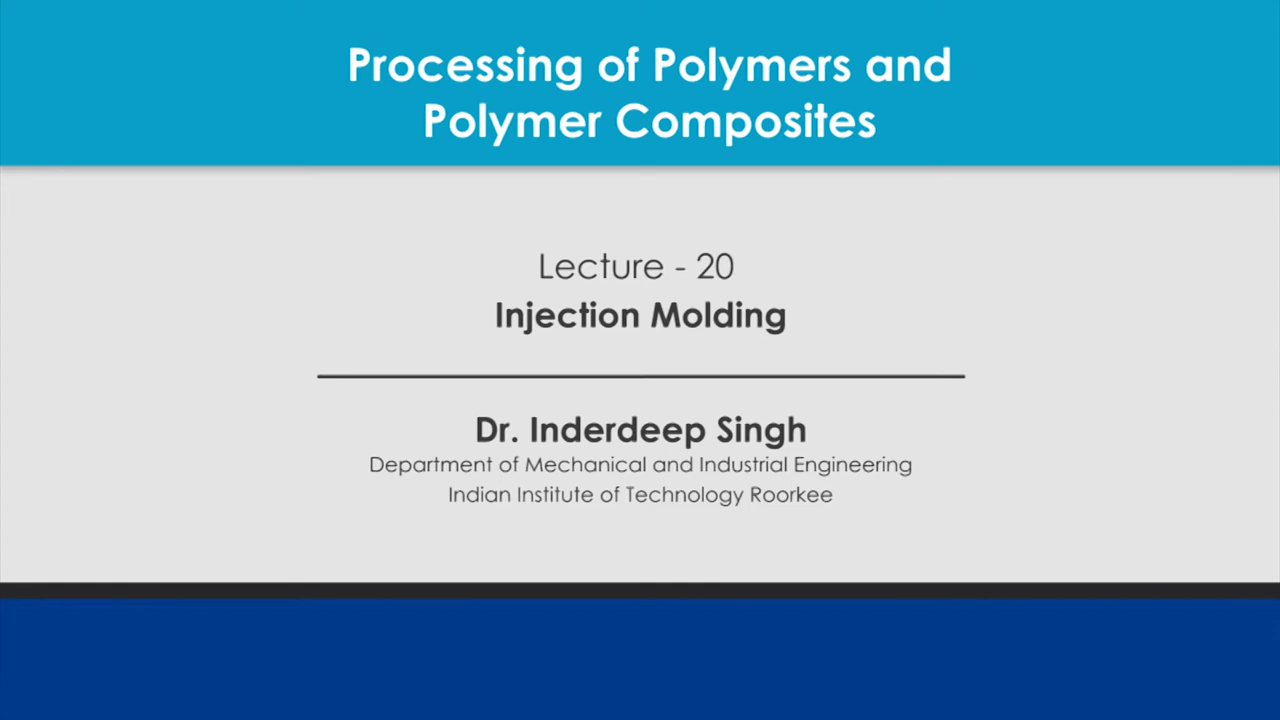 Processing of Polymers and
Polymer Composites
Lecture - 20
Injection Molding
Dr. Inderdeep Singh
Department of Mechanical and Industrial Engineering
Indian Institute of Technology Roorkee